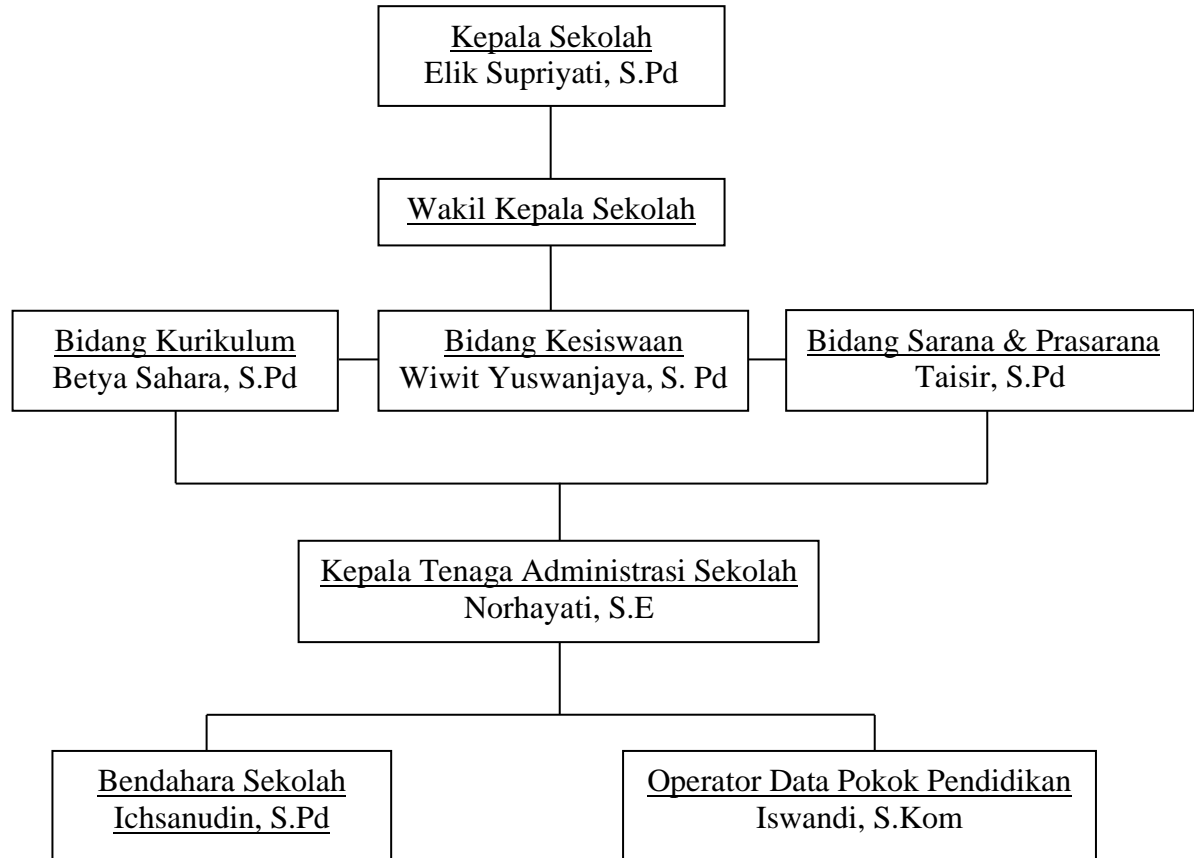 Kepala Sekolah
Elik Supriyati, S.Pd
Wakil Kepala Sekolah
Bidang Kurikulum
Betya Sahara, S.Pd
Bidang Kesiswaan
Wiwit Yuswanjaya, S. Pd
Bidang Sarana & Prasarana
Taisir, S.Pd
Kepala Tenaga Administrasi Sekolah
Norhayati, S.E
Bendahara Sekolah
Ichsanudin, S.Pd
Operator Data Pokok Pendidikan
Iswandi, S.Kom